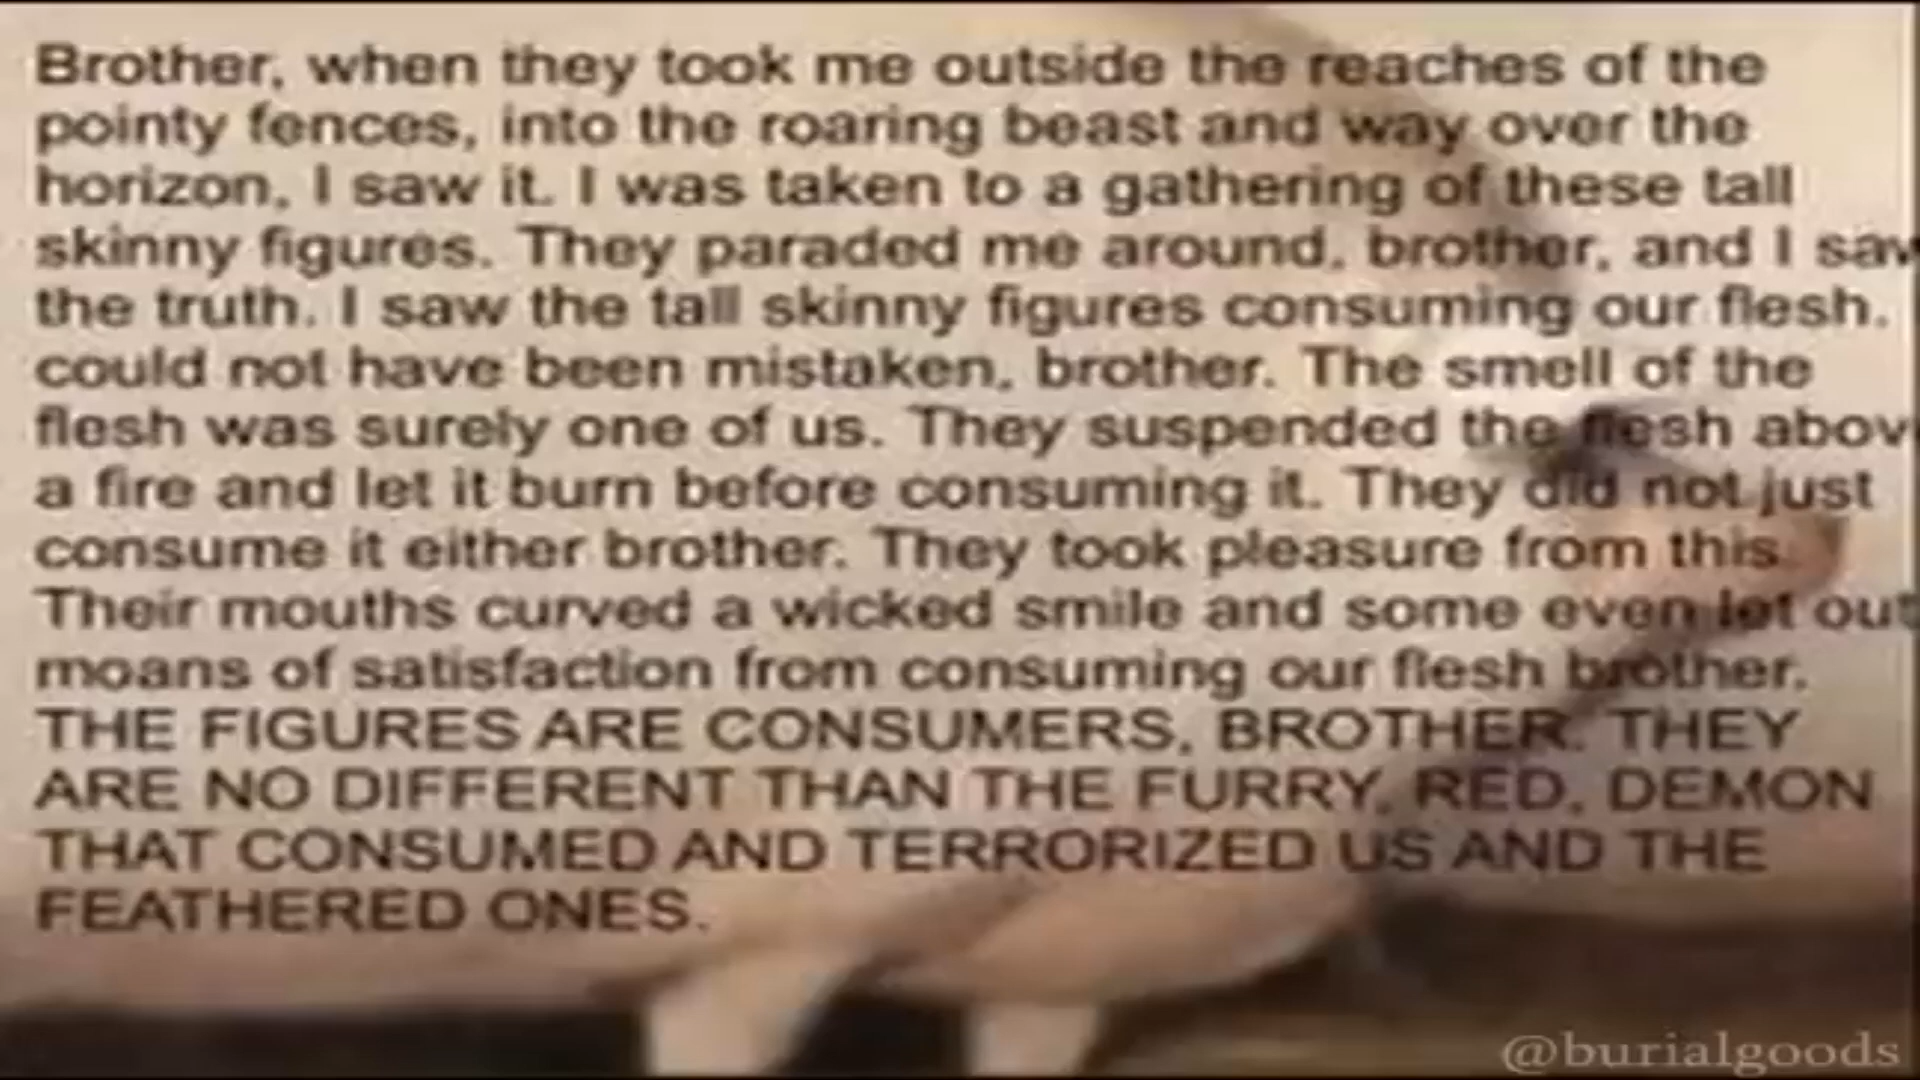 Brother, when they took me outside the reaches of the
pointy fences, into the roaring beast and way over the
horizon, I saw it. I was taken to a gathering of these tall
skinny figures. They paraded me around, brother, and I saw
the truth. I saw the tall skinny figures consuming our flesh.
could not have been mistaken, brother. The smell of the
flesh was surely one of us. They suspended the flesh abov
a fire and let it burn before consuming it. They did not just
consume it either brother. They took pleasure from this.
Their mouths curved a wicked smile and some even let out
moans of satisfaction from consuming our flesh brother.
THE FIGURES ARE CONSUMERS, BROTHER. THEY
ARE NO DIFFERENT THAN THE FURRY, RED, DEMON
THAT CONSUMED AND TERRORIZED US AND THE
FEATHERED ONES.
@burialgoods